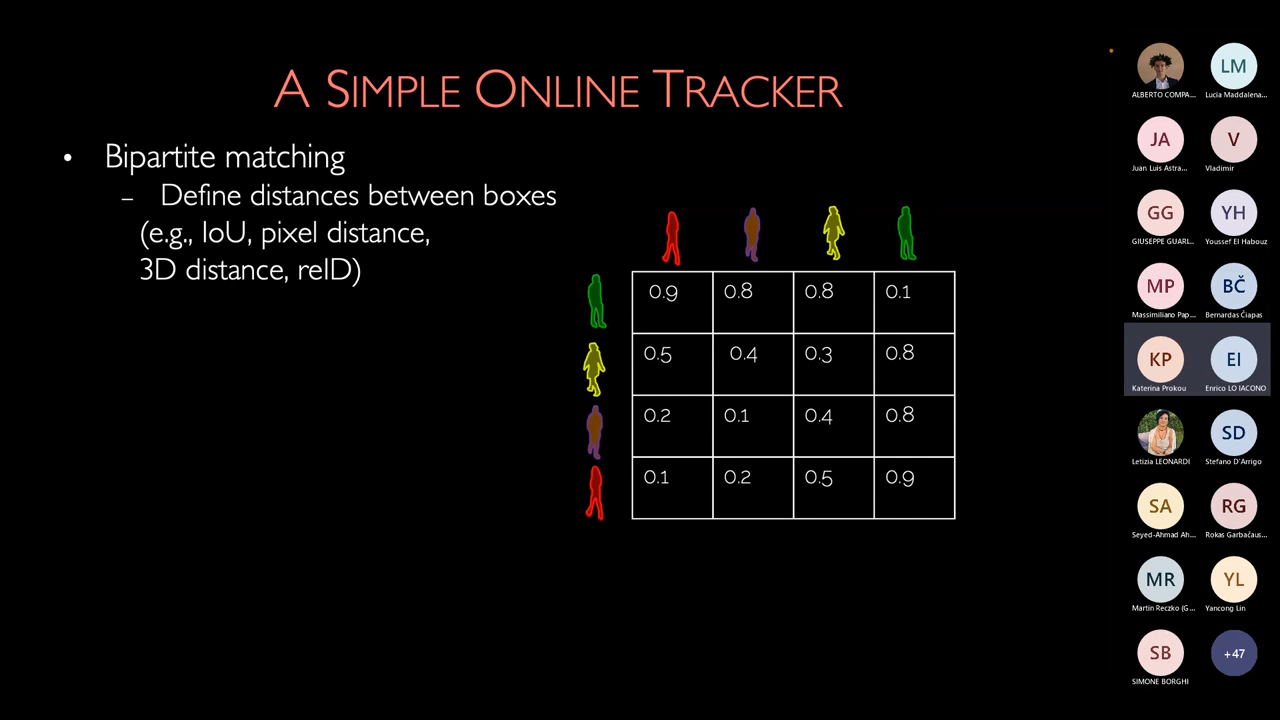 A SIMPLE ONLINE TRACKER
• Bipartite matching
– Define distances between boxes
(e.g., IoU, pixel distance,
3D distance, reID)
0.9 0.8 0.8 0.1
0.5 0.4 0.3 0.8
0.2 0.1 0.4 0.8
0.1 0.2 0.5 0.9
LM
ALBERTO COMPA... Lucia Maddalena...
JA V
Juan Luis Astra... Vladimir
GG YH
GIUSEPPE GUARL... Youssef El Habouz
MP BČ
Massimiliano Pap... Bernardas Čiapas
KP EI
Katerina Prokou Enrico LO IACONO
SD
Letizia LEONARDI Stefano D'Arrigo
SA RG
Seyed-Ahmad Ah... Rokas Garbačaus...
MR YL
Martin Reczko (G... Yancong Lin
SB +47
SIMONE BORGHI